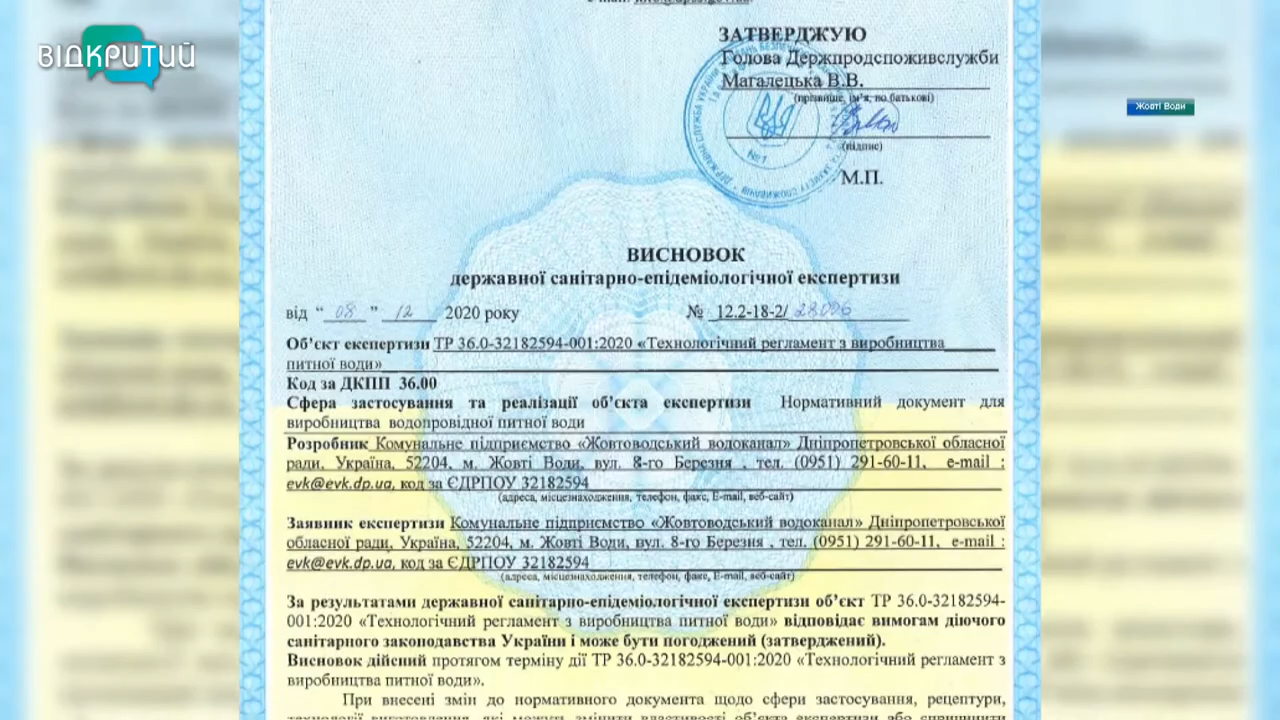 ВІДКРИТИЙ
Жовті Води
ЗАТВЕРДЖУЮ
Голова Держпродспоживслужби
Магалецька В.В.
(прізвище, ім'я, по батькові)
(підпис)
М.П.
№1
ВИСНОВОК
державної санітарно-епідеміологічної експертизи
від “ 08 ” 12 2020 року № 12.2-18-2/
Об’єкт експертизи ТР 36.0-32182594-001:2020 «Технологічний регламент з виробництва
питної води»
Код за ДКПП 36.00
Сфера застосування та реалізації об’єкта експертизи Нормативний документ для
виробництва водопровідної питної води
Розробник Комунальне підприємство «Жовтоводський водоканал» Дніпропетровської обласної
ради, Україна, 52204, м. Жовті Води, вул. 8-го Березня , тел. (0951) 291-60-11, e-mail :
evk@evk.dp.ua, код за ЄДРПОУ 32182594
(адреса, місцезнаходження, телефон, факс, E-mail, веб-сайт)
Заявник експертизи Комунальне підприємство «Жовтоводський водоканал» Дніпропетровської
обласної ради, Україна, 52204, м. Жовті Води, вул. 8-го Березня , тел. (0951) 291-60-11, e-mail :
evk@evk.dp.ua, код за ЄДРПОУ 32182594
(адреса, місцезнаходження, телефон, факс, E-mail, веб-сайт)
За результатами державної санітарно-епідеміологічної експертизи об’єкт ТР 36.0-32182594-
001:2020 «Технологічний регламент з виробництва питної води» відповідає вимогам діючого
санітарного законодавства України і може бути погоджений (затверджений).
Висновок дійсний протягом терміну дії ТР 36.0-32182594-001:2020 «Технологічний регламент з
виробництва питної води».
При внесені змін до нормативного документа щодо сфери застосування, рецептури,